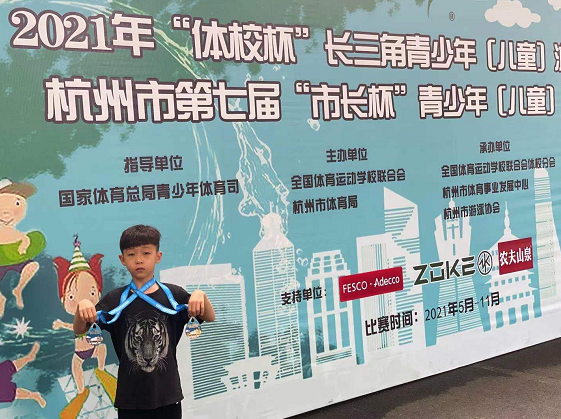 2021年“体校杯”长三角青少年（儿童）游
杭州市第七届“市长杯”青少年（儿童）
指导单位
国家体育总局青少年体育司
主办单位
全国体育运动学校联合会
杭州市体育局
承办单位
全国体育运动学校联合会体校分会
杭州市体育事业发展中心
杭州市游泳协会
支持单位：
FESCO Adecco
ZOKE
农夫山泉
比赛时间：2021年6月-11月